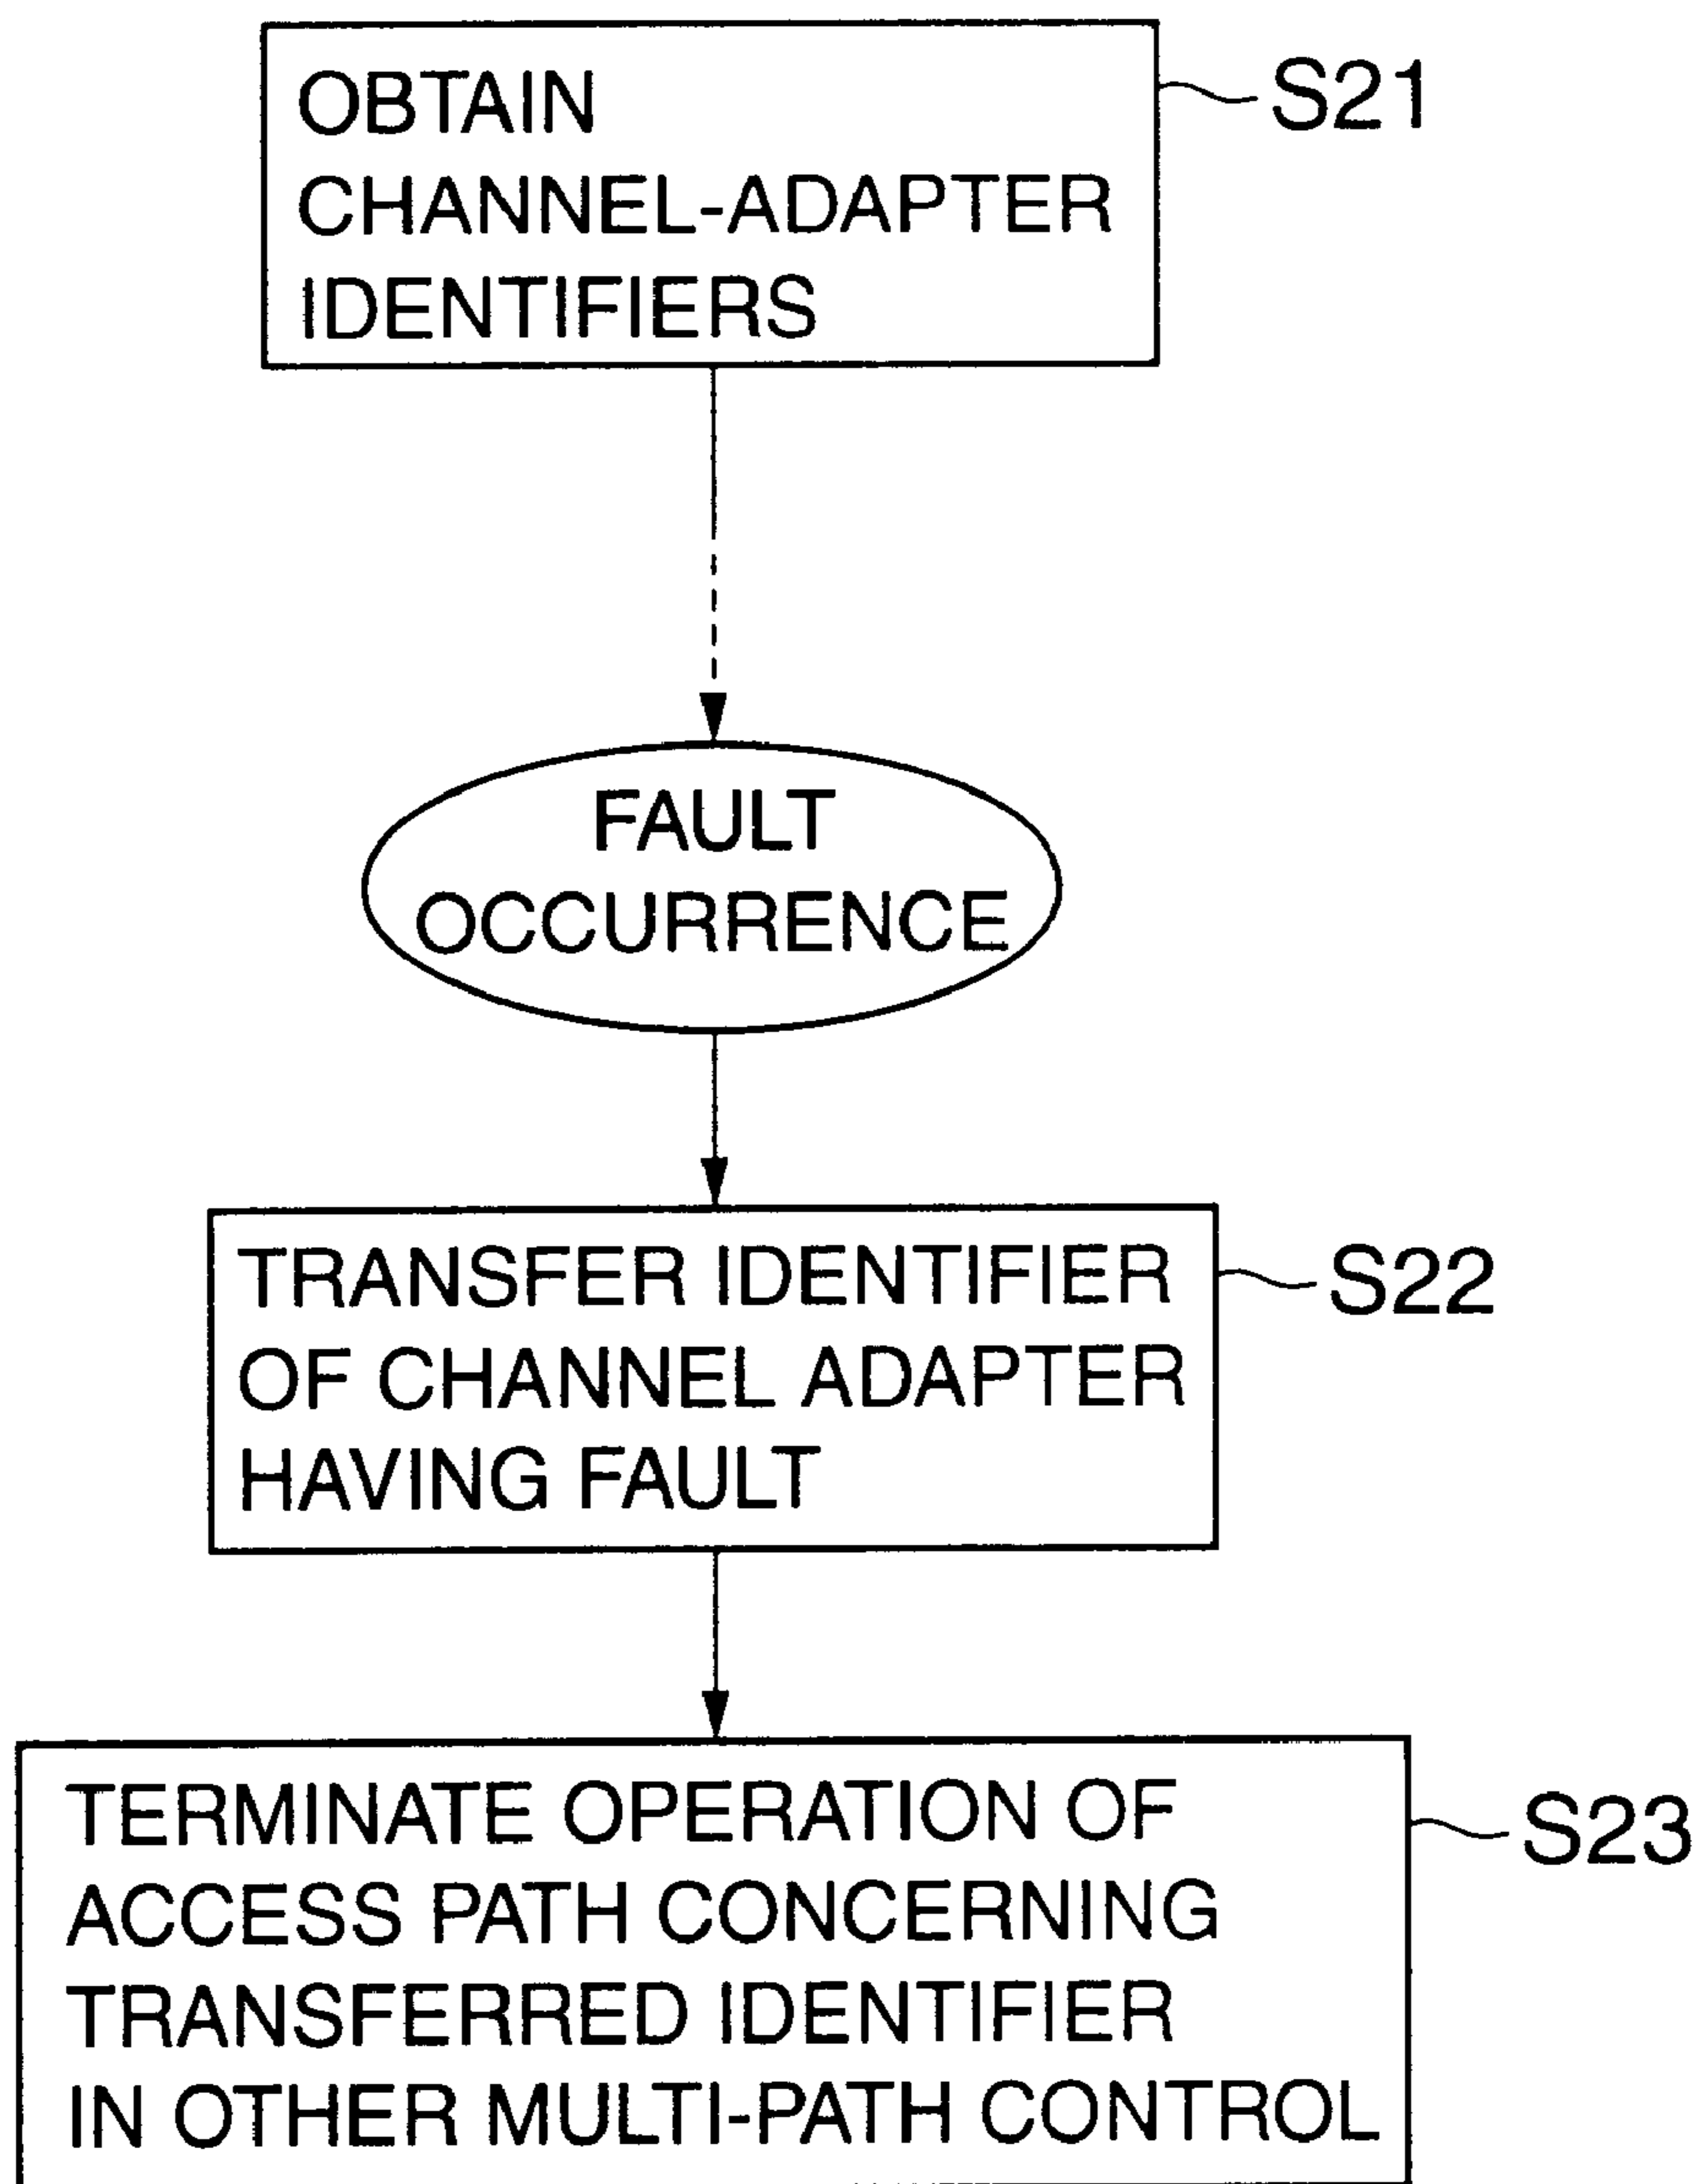 OBTAIN
CHANNEL-ADAPTER
IDENTIFIERS
S21
FAULT
OCCURRENCE
TRANSFER IDENTIFIER
OF CHANNEL ADAPTER
HAVING FAULT
S22
TERMINATE OPERATION OF
ACCESS PATH CONCERNING
TRANSFERRED IDENTIFIER
IN OTHER MULTI-PATH CONTROL
S23